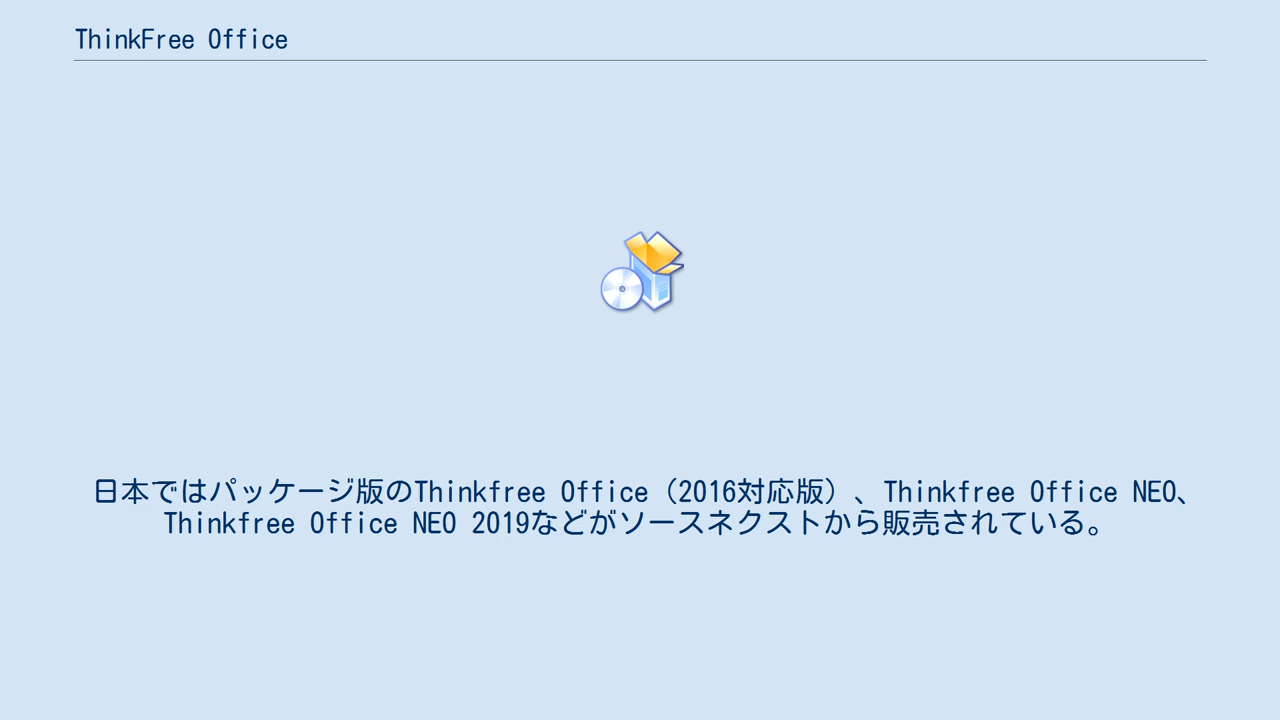 ThinkFree Office
日本ではパッケージ版のThinkfree Office（2016対応版）、Thinkfree Office NEO、
Thinkfree Office NEO 2019などがソースネクストから販売されている。